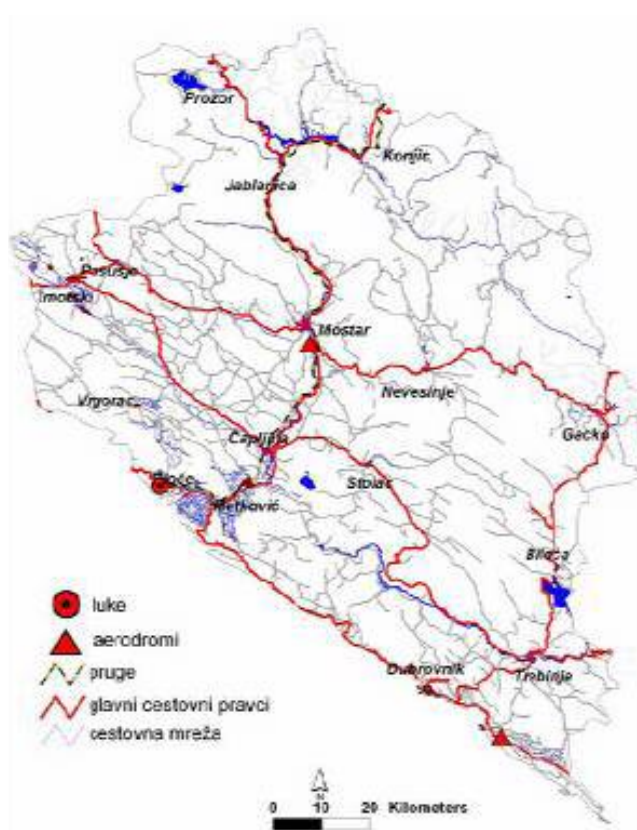 Prozor
Konjic
Jablanica
Posušje
Imotski
Mostar
Nevesinje
Vrgorac
Gacko
Čapljina
Stolac
Ploče
Metković
Bileća
Dubrovnik
Trebinje
luke
aerodromi
pruge
glavni cestovni pravci
cestovna mreža
N
0 10 20 Kilometers